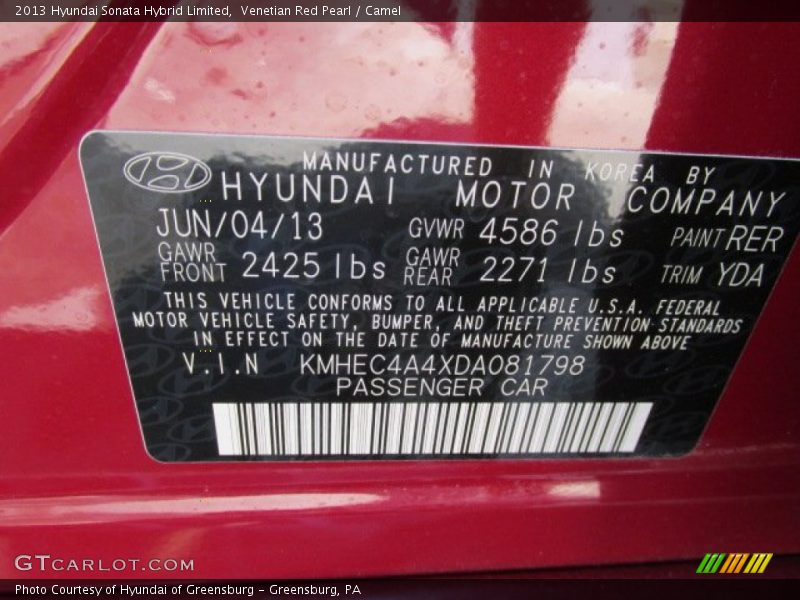 2013 Hyundai Sonata Hybrid Limited, Venetian Red Pearl / Camel
MANUFACTURED IN KOREA BY
HYUNDAI MOTOR COMPANY
JUN/04/13 GVWR 4586 lbs PAINT RER
GAWR FRONT 2425 lbs GAWR REAR 2271 lbs TRIM YDA
THIS VEHICLE CONFORMS TO ALL APPLICABLE U.S.A. FEDERAL
MOTOR VEHICLE SAFETY, BUMPER, AND THEFT PREVENTION STANDARDS
IN EFFECT ON THE DATE OF MANUFACTURE SHOWN ABOVE
V.I.N KMHEC4A4XDA081798
PASSENGER CAR
GTCARLOT.COM
Photo Courtesy of Hyundai of Greensburg - Greensburg, PA